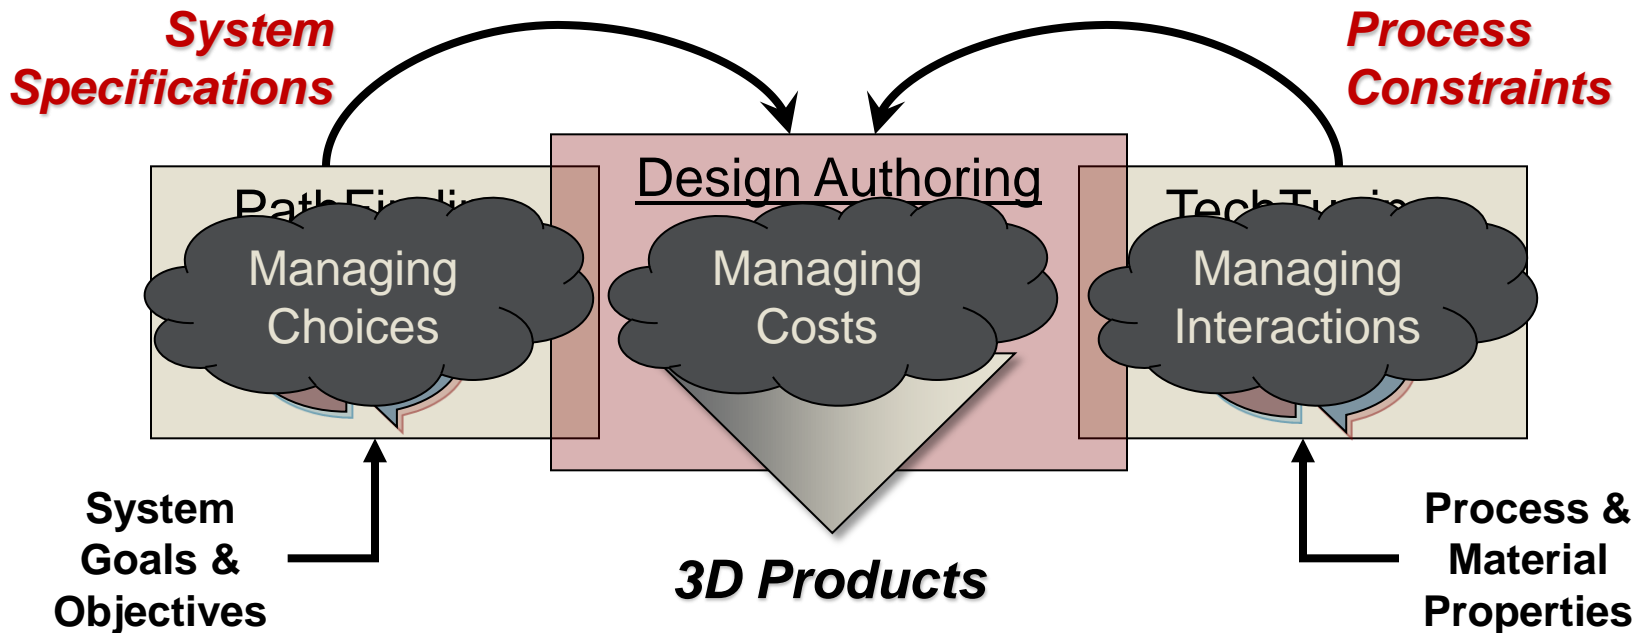 System
Specifications
Process
Constraints
Design Authoring
Managing
Choices
Managing
Costs
Managing
Interactions
System
Goals &
Objectives
3D Products
Process &
Material
Properties